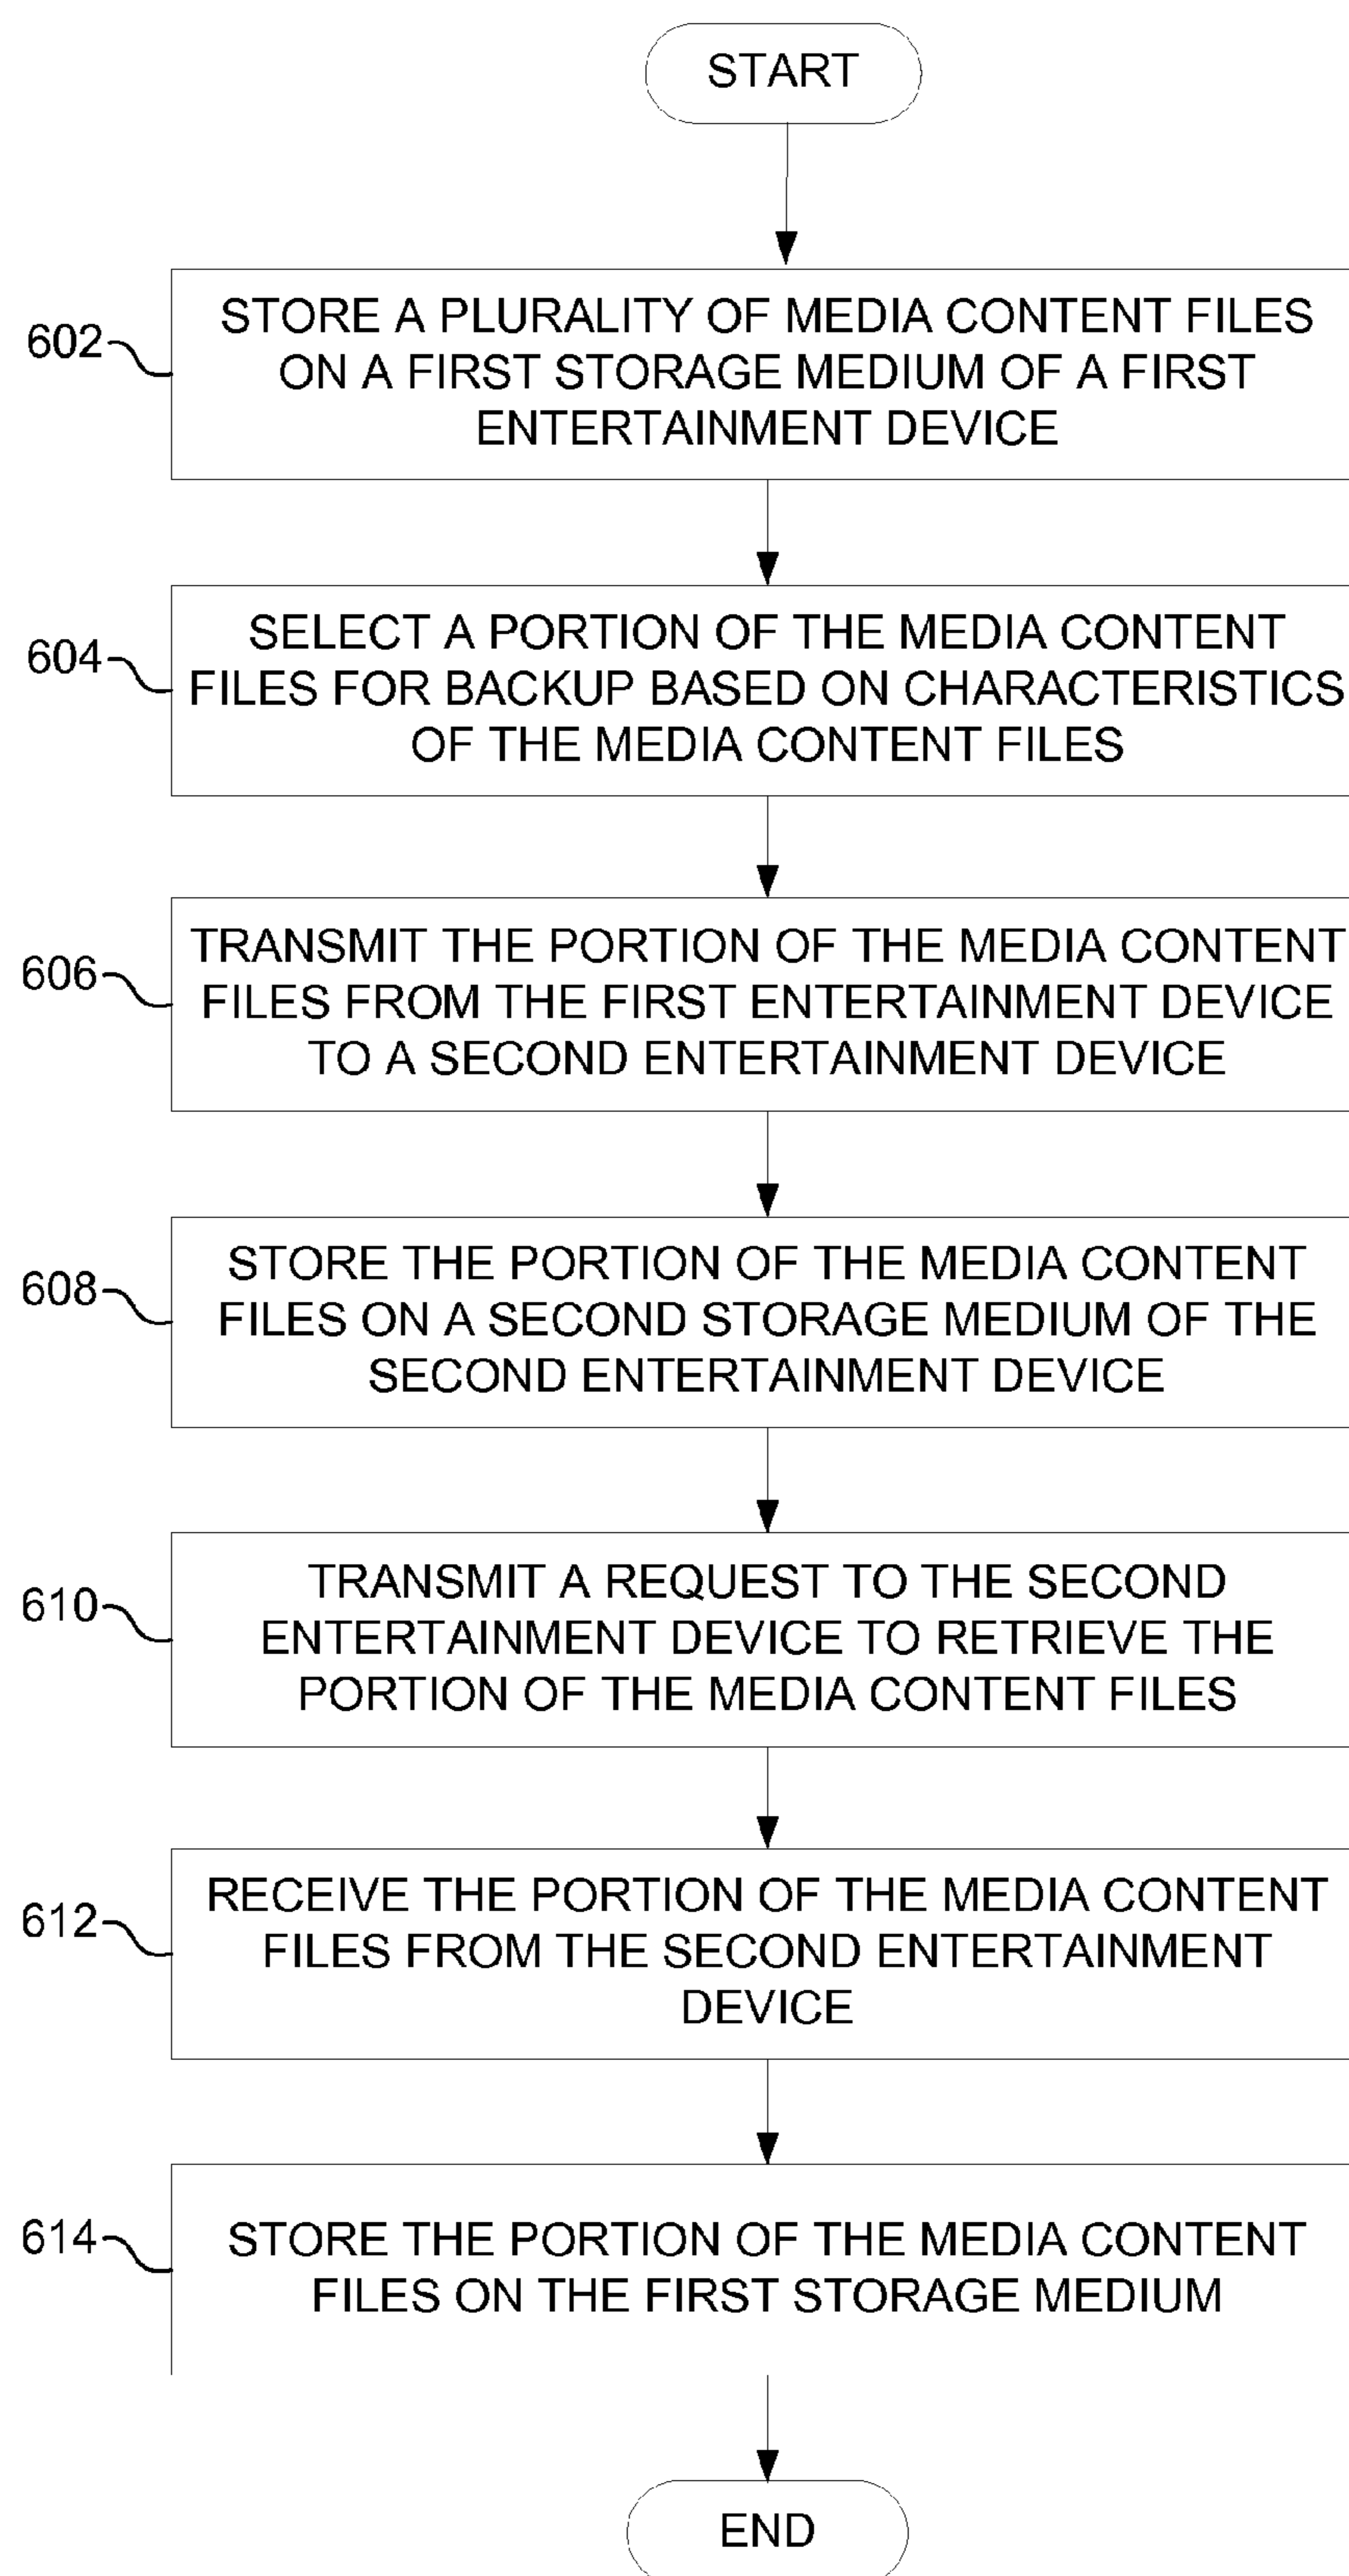 START
602
STORE A PLURALITY OF MEDIA CONTENT FILES
ON A FIRST STORAGE MEDIUM OF A FIRST
ENTERTAINMENT DEVICE
604
SELECT A PORTION OF THE MEDIA CONTENT
FILES FOR BACKUP BASED ON CHARACTERISTICS
OF THE MEDIA CONTENT FILES
606
TRANSMIT THE PORTION OF THE MEDIA CONTENT
FILES FROM THE FIRST ENTERTAINMENT DEVICE
TO A SECOND ENTERTAINMENT DEVICE
608
STORE THE PORTION OF THE MEDIA CONTENT
FILES ON A SECOND STORAGE MEDIUM OF THE
SECOND ENTERTAINMENT DEVICE
610
TRANSMIT A REQUEST TO THE SECOND
ENTERTAINMENT DEVICE TO RETRIEVE THE
PORTION OF THE MEDIA CONTENT FILES
612
RECEIVE THE PORTION OF THE MEDIA CONTENT
FILES FROM THE SECOND ENTERTAINMENT
DEVICE
614
STORE THE PORTION OF THE MEDIA CONTENT
FILES ON THE FIRST STORAGE MEDIUM
END